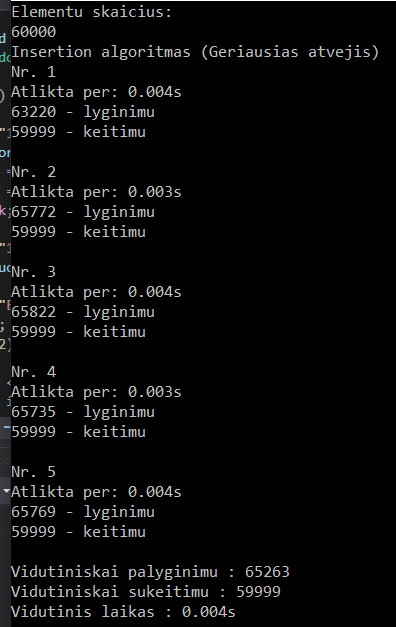 Elementu skaicius:
60000
Insertion algoritmas (Geriausias atvejis)
Nr. 1
Atlikta per: 0.004s
63220 - lyginimu
59999 - keitimu
Nr. 2
Atlikta per: 0.003s
65772 - lyginimu
59999 - keitimu
Nr. 3
Atlikta per: 0.004s
65822 - lyginimu
59999 - keitimu
Nr. 4
Atlikta per: 0.003s
65735 - lyginimu
59999 - keitimu
Nr. 5
Atlikta per: 0.004s
65769 - lyginimu
59999 - keitimu
Vidutiniskai palyginimu : 65263
Vidutiniskai sukeitimu : 59999
Vidutinis laikas : 0.004s